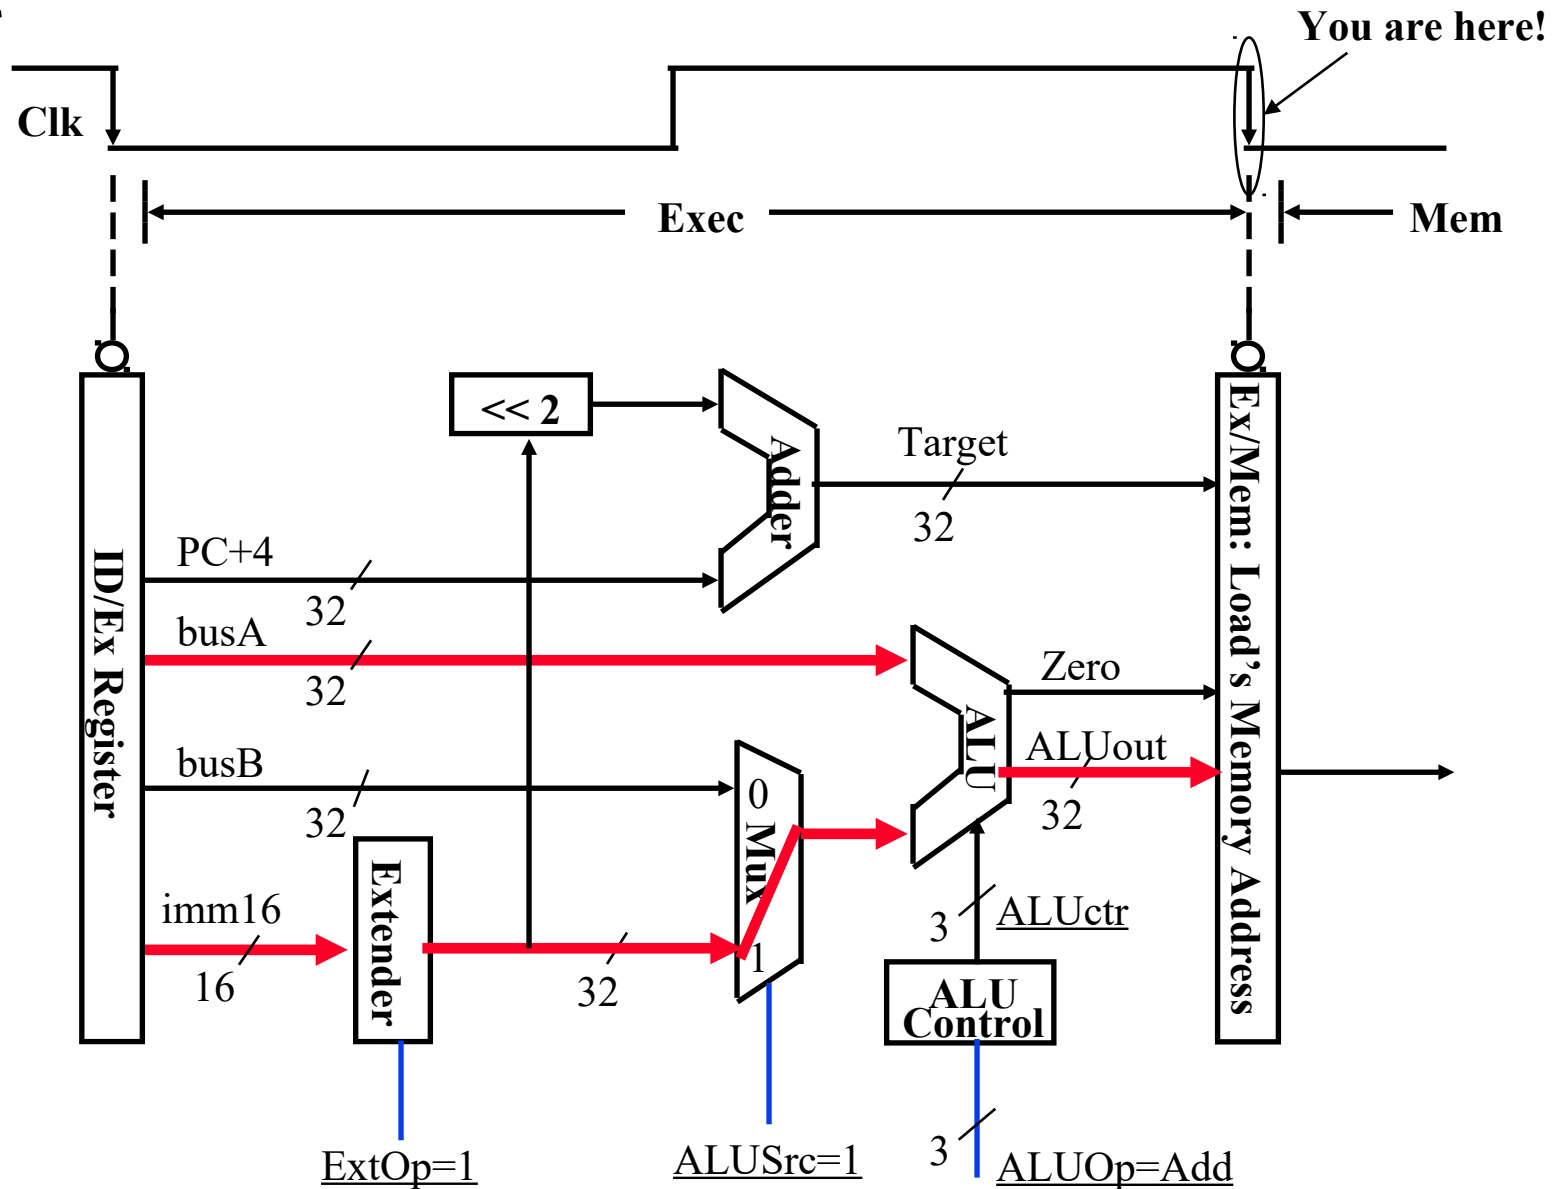 You are here!
Clk
Exec
Mem
<< 2
Adder
Target
32
PC+4
32
busA
32
Zero
ALU
ALUout
32
busB
32
0
Mux
1
imm16
16
Extender
32
3
ALUctr
ALU
Control
ID/Ex Register
Ex/Mem: Load's Memory Address
3
ExtOp=1
ALUSrc=1
ALUOp=Add